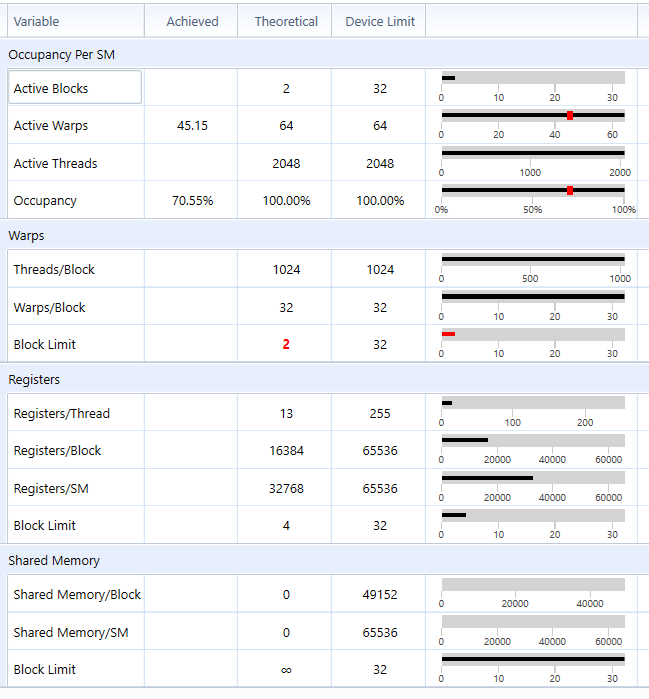 Variable Achieved Theoretical Device Limit
Occupancy Per SM
Active Blocks 2 32
0 10 20 30
Active Warps 45.15 64 64
0 20 40 60
Active Threads 2048 2048
0 1000 2000
Occupancy 70.55% 100.00% 100.00%
0% 50% 100%
Warps
Threads/Block 1024 1024
0 500 1000
Warps/Block 32 32
0 10 20 30
Block Limit 2 32
0 10 20 30
Registers
Registers/Thread 13 255
0 100 200
Registers/Block 16384 65536
0 20000 40000 60000
Registers/SM 32768 65536
0 20000 40000 60000
Block Limit 4 32
0 10 20 30
Shared Memory
Shared Memory/Block 0 49152
0 20000 40000
Shared Memory/SM 0 65536
0 20000 40000 60000
Block Limit ∞ 32
0 10 20 30